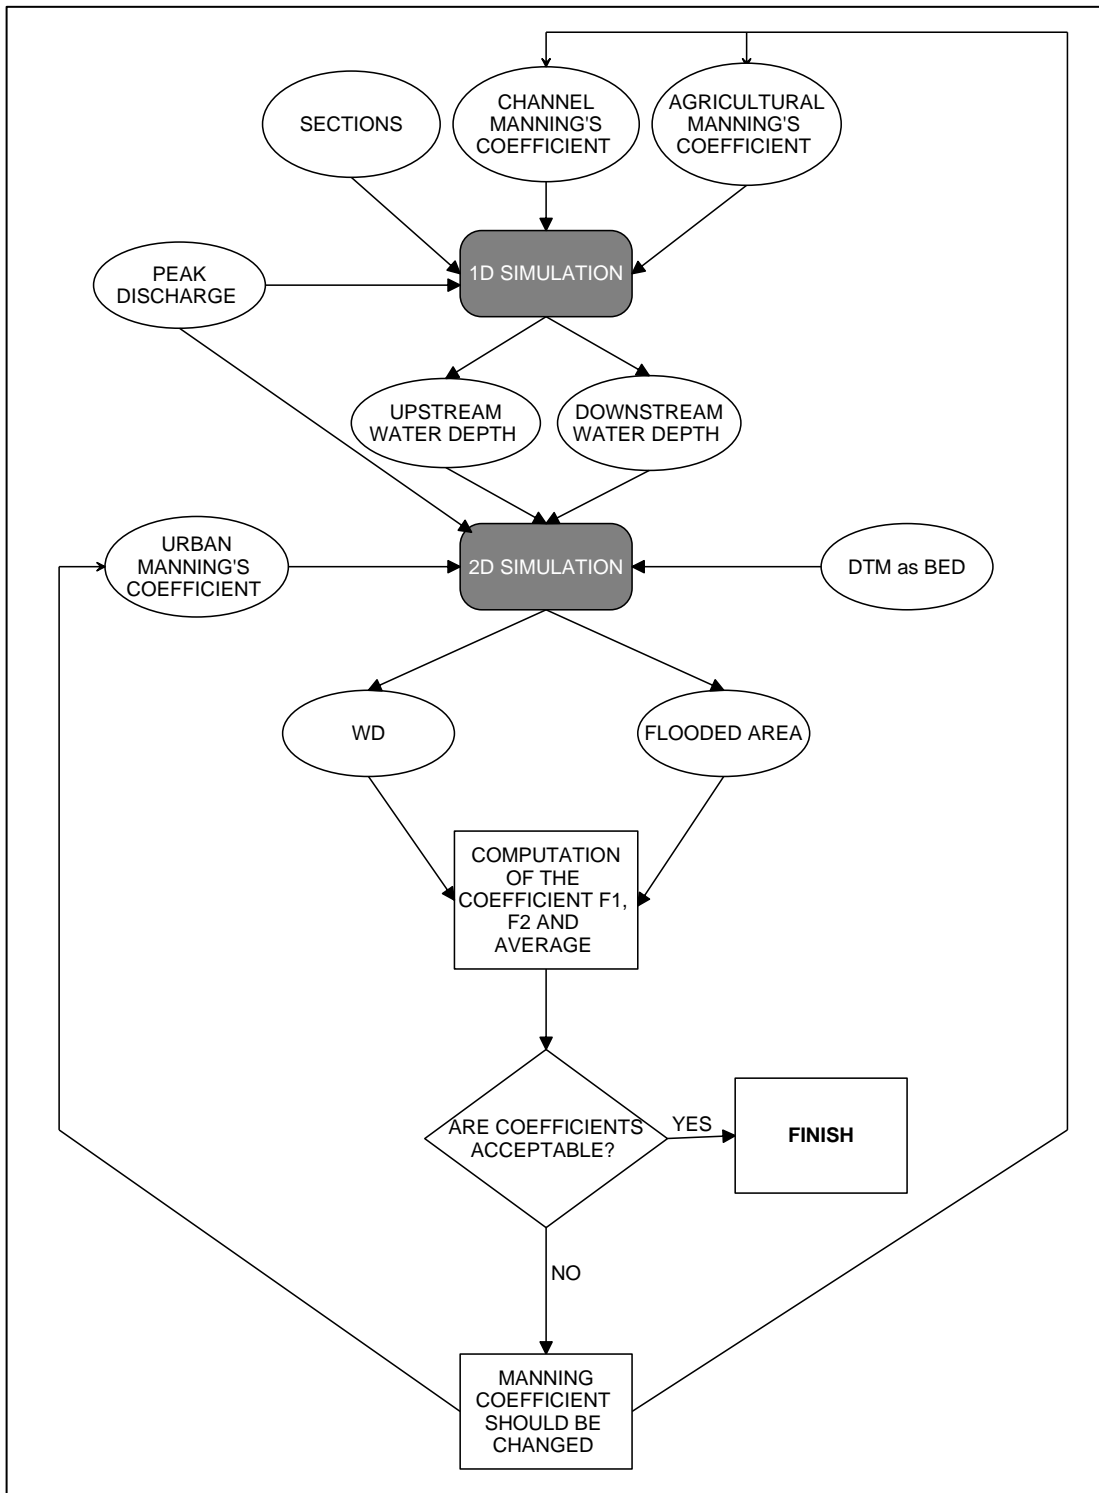 SECTIONS
CHANNEL
MANNING'S
COEFFICIENT
AGRICULTURAL
MANNING'S
COEFFICIENT
1D SIMULATION
PEAK
DISCHARGE
UPSTREAM
WATER DEPTH
DOWNSTREAM
WATER DEPTH
URBAN
MANNING'S
COEFFICIENT
2D SIMULATION
DTM as BED
WD
FLOODED AREA
COMPUTATION
OF THE
COEFFICIENT F1,
F2 AND
AVERAGE
ARE COEFFICIENTS
ACCEPTABLE?
YES
FINISH
NO
MANNING
COEFFICIENT
SHOULD BE
CHANGED